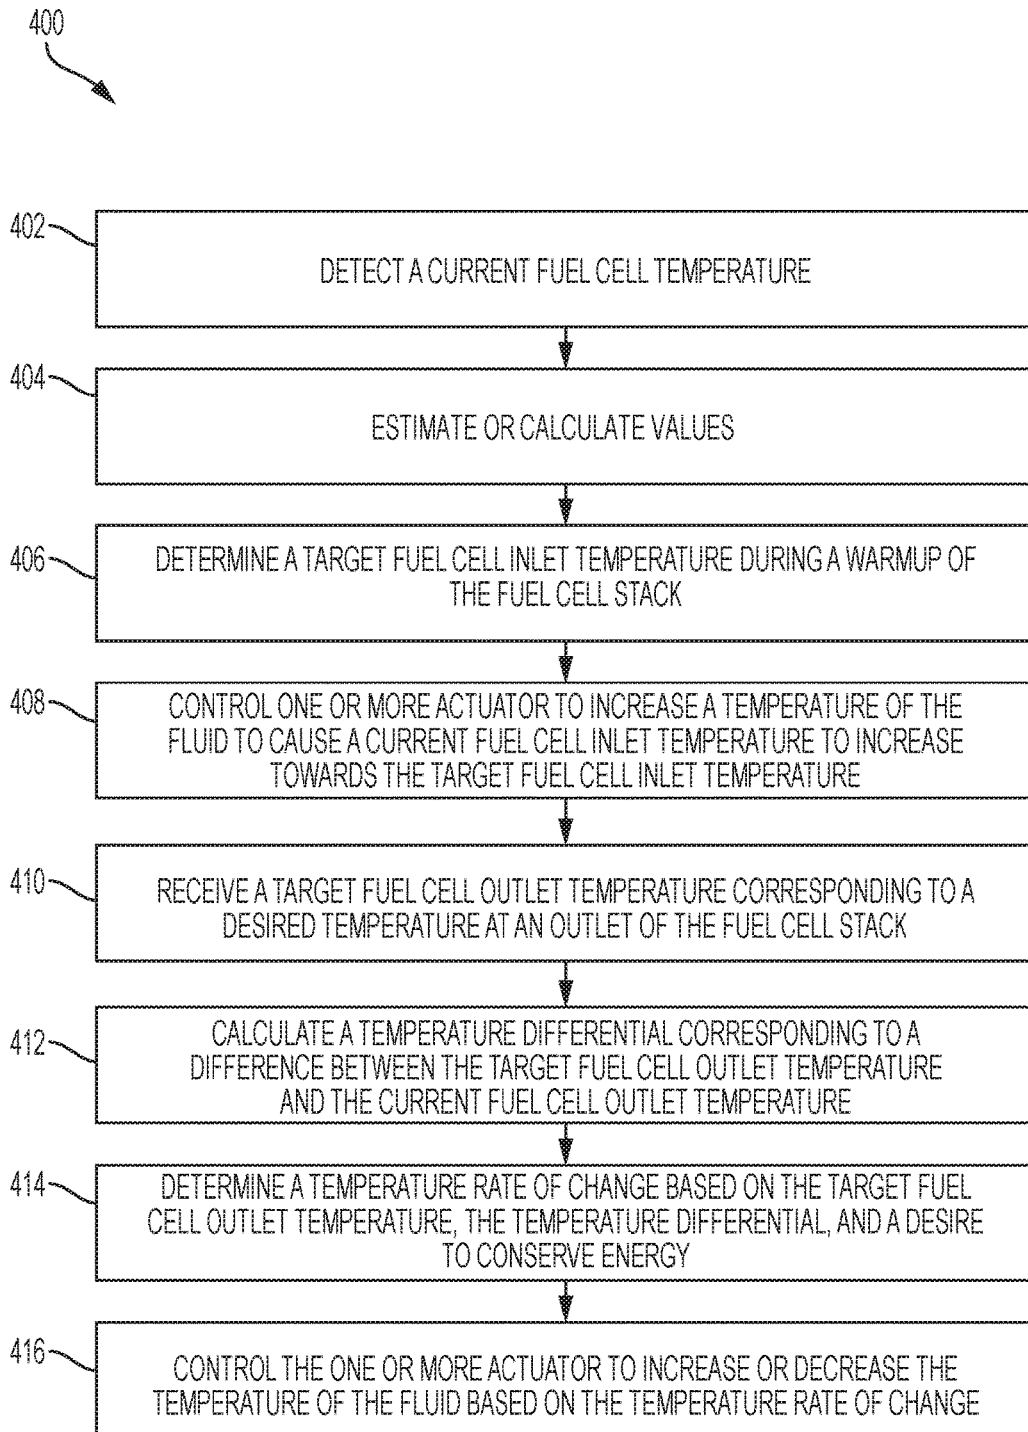 400
402
DETECT A CURRENT FUEL CELL TEMPERATURE
404
ESTIMATE OR CALCULATE VALUES
406
DETERMINE A TARGET FUEL CELL INLET TEMPERATURE DURING A WARMUP OF
THE FUEL CELL STACK
408
CONTROL ONE OR MORE ACTUATOR TO INCREASE A TEMPERATURE OF THE
FLUID TO CAUSE A CURRENT FUEL CELL INLET TEMPERATURE TO INCREASE
TOWARDS THE TARGET FUEL CELL INLET TEMPERATURE
410
RECEIVE A TARGET FUEL CELL OUTLET TEMPERATURE CORRESPONDING TO A
DESIRED TEMPERATURE AT AN OUTLET OF THE FUEL CELL STACK
412
CALCULATE A TEMPERATURE DIFFERENTIAL CORRESPONDING TO A
DIFFERENCE BETWEEN THE TARGET FUEL CELL OUTLET TEMPERATURE
AND THE CURRENT FUEL CELL OUTLET TEMPERATURE
414
DETERMINE A TEMPERATURE RATE OF CHANGE BASED ON THE TARGET FUEL
CELL OUTLET TEMPERATURE, THE TEMPERATURE DIFFERENTIAL, AND A DESIRE
TO CONSERVE ENERGY
416
CONTROL THE ONE OR MORE ACTUATOR TO INCREASE OR DECREASE THE
TEMPERATURE OF THE FLUID BASED ON THE TEMPERATURE RATE OF CHANGE